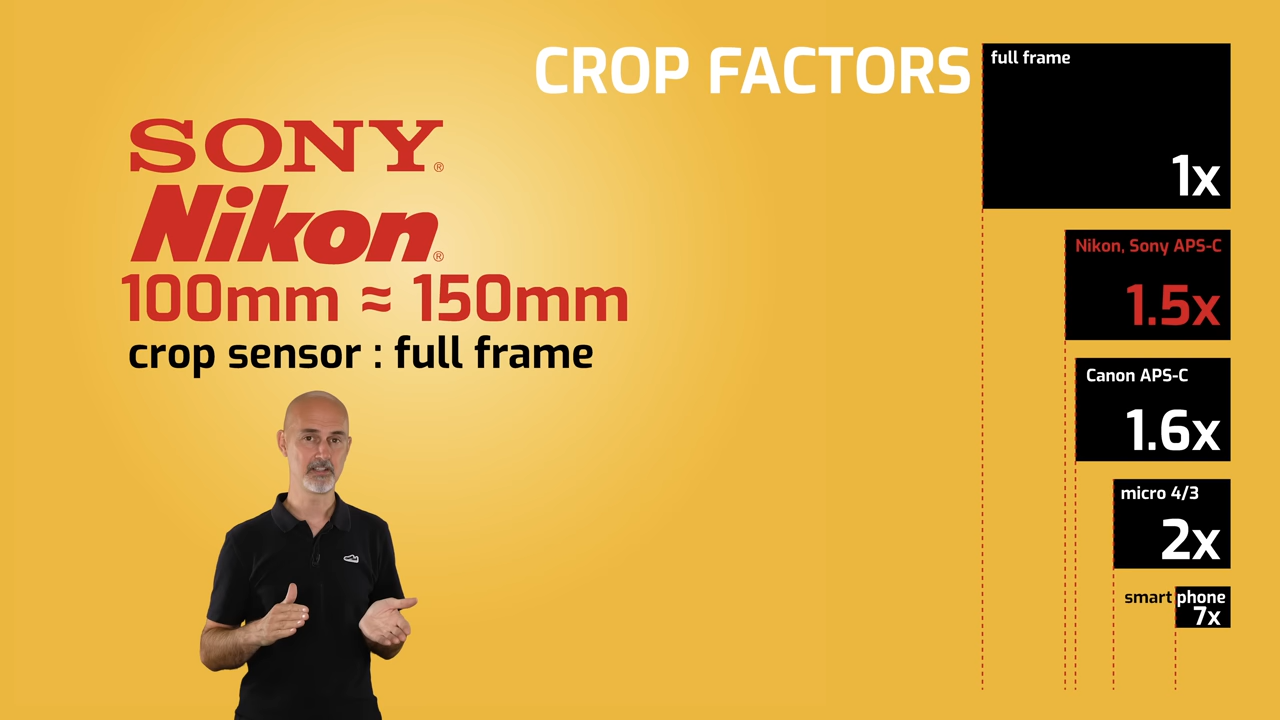 CROP FACTORS
SONY®
Nikon®
100mm ≈ 150mm
crop sensor : full frame
full frame
1x
Nikon, Sony APS-C
1.5x
Canon APS-C
1.6x
micro 4/3
2x
smart phone
7x